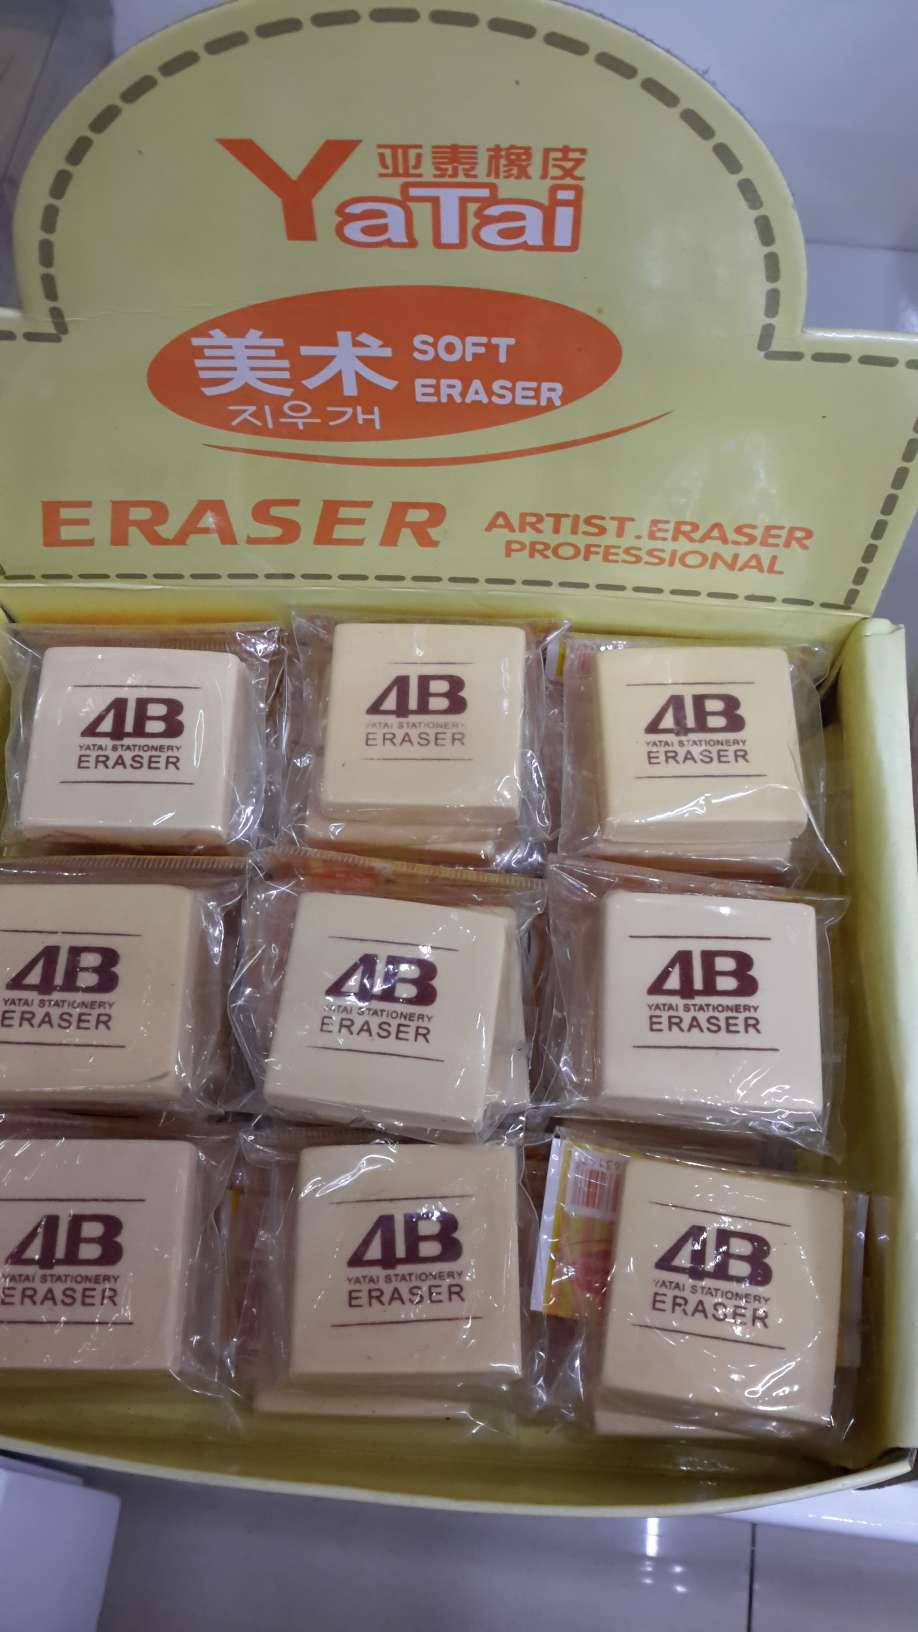 亚泰橡皮
YaTai
美术 SOFT
ERASER
지우개
ERASER ARTIST.ERASER
PROFESSIONAL
4B
YATAI STATIONERY
ERASER
4B
YATAI STATIONERY
ERASER
4B
YATAI STATIONERY
ERASER
4B
YATAI STATIONERY
ERASER
4B
YATAI STATIONERY
ERASER
4B
YATAI STATIONERY
ERASER
4B
YATAI STATIONERY
ERASER
4B
YATAI STATIONERY
ERASER
4B
YATAI STATIONERY
ERASER